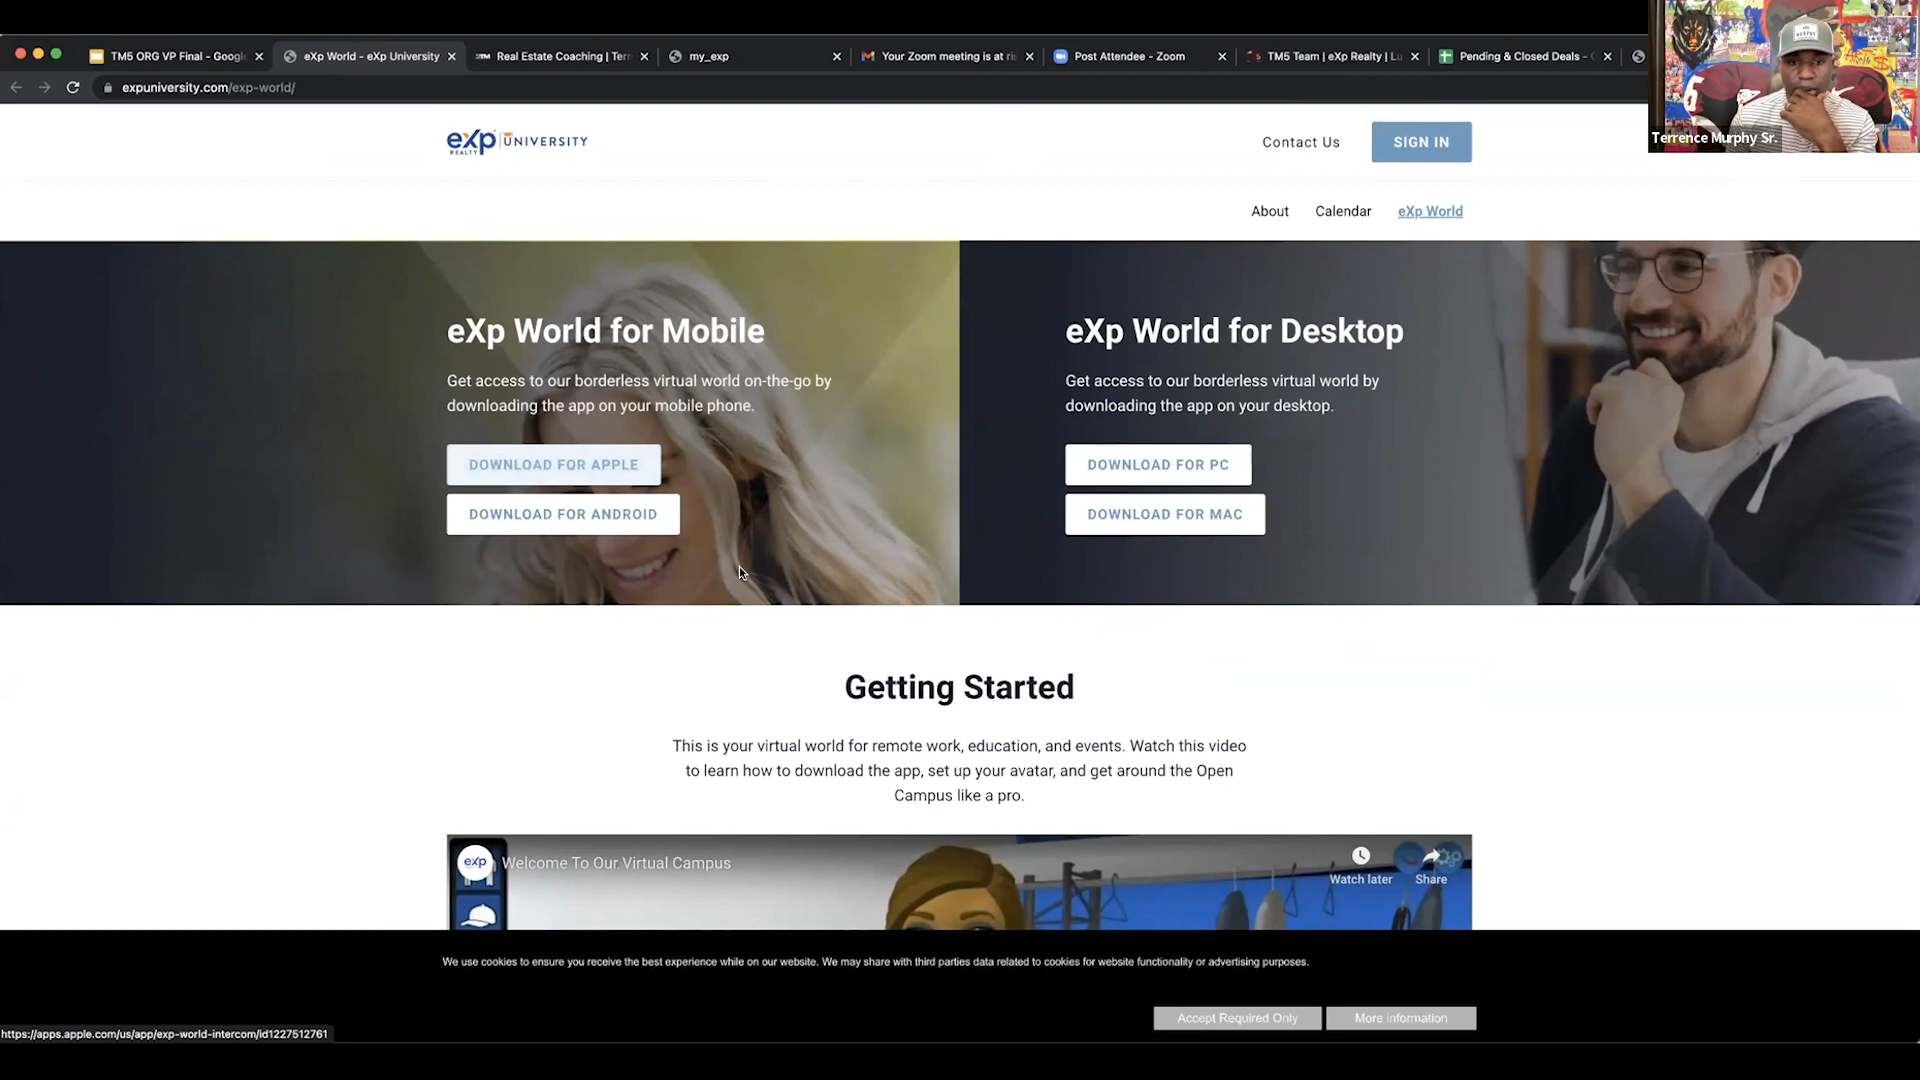 TM5 ORG VP Final - Google
eXp World - eXp University
Real Estate Coaching | Terr
my_exp
Your Zoom meeting is at ris
Post Attendee - Zoom
TM5 Team | eXp Realty | Lu
Pending & Closed Deals -
expuniversity.com/exp-world/
Terrence Murphy Sr.
eXp REALTY UNIVERSITY
Contact Us
SIGN IN
About
Calendar
eXp World
eXp World for Mobile
Get access to our borderless virtual world on-the-go by
downloading the app on your mobile phone.
DOWNLOAD FOR APPLE
DOWNLOAD FOR ANDROID
eXp World for Desktop
Get access to our borderless virtual world by
downloading the app on your desktop.
DOWNLOAD FOR PC
DOWNLOAD FOR MAC
Getting Started
This is your virtual world for remote work, education, and events. Watch this video
to learn how to download the app, set up your avatar, and get around the Open
Campus like a pro.
exp
Welcome To Our Virtual Campus
Watch later
Share
We use cookies to ensure you receive the best experience while on our website. We may share with third parties data related to cookies for website functionality or advertising purposes.
Accept Required Only
More information
https://apps.apple.com/us/app/exp-world-intercom/id1227512761